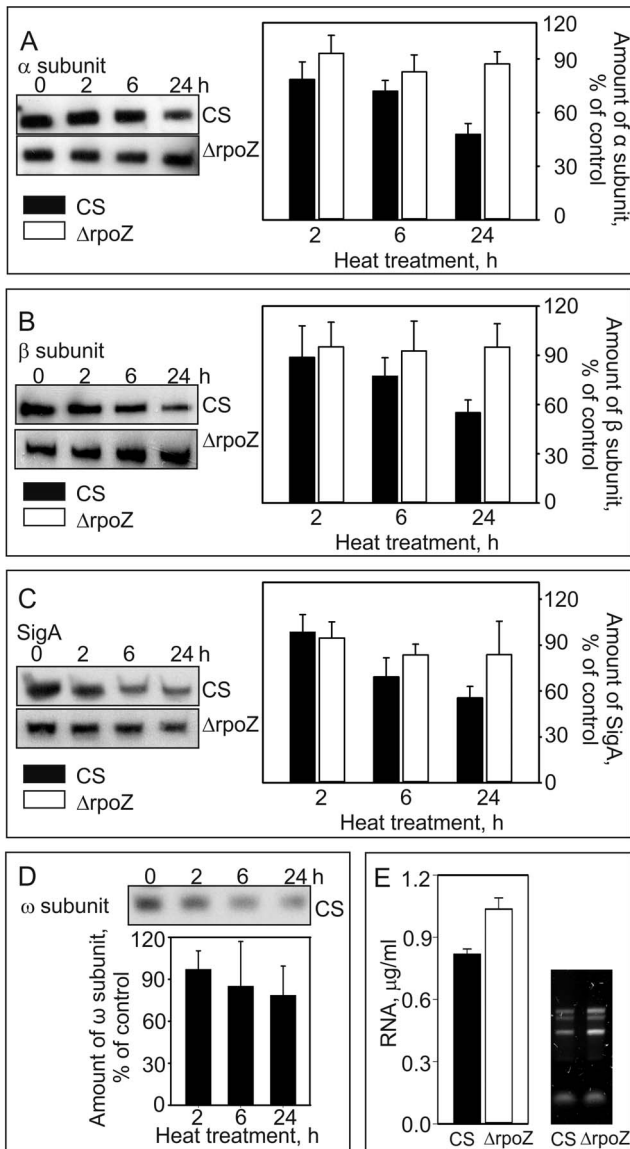 A
α subunit
0 2 6 24 h
CS
ΔrpoZ
CS
ΔrpoZ
120
90
60
30
0
Amount of α subunit,
% of control
2 6 24
Heat treatment, h
B
β subunit
0 2 6 24 h
CS
ΔrpoZ
CS
ΔrpoZ
120
90
60
30
0
Amount of β subunit,
% of control
2 6 24
Heat treatment, h
C
SigA
0 2 6 24 h
CS
ΔrpoZ
CS
ΔrpoZ
120
90
60
30
0
Amount of SigA,
% of control
2 6 24
Heat treatment, h
D
0 2 6 24 h
ω subunit
CS
Amount of ω subunit,
% of control
120
90
60
30
0
2 6 24
Heat treatment, h
E
RNA, μg/ml
1.2
0.9
0.6
0.3
0.0
CS ΔrpoZ
CS ΔrpoZ